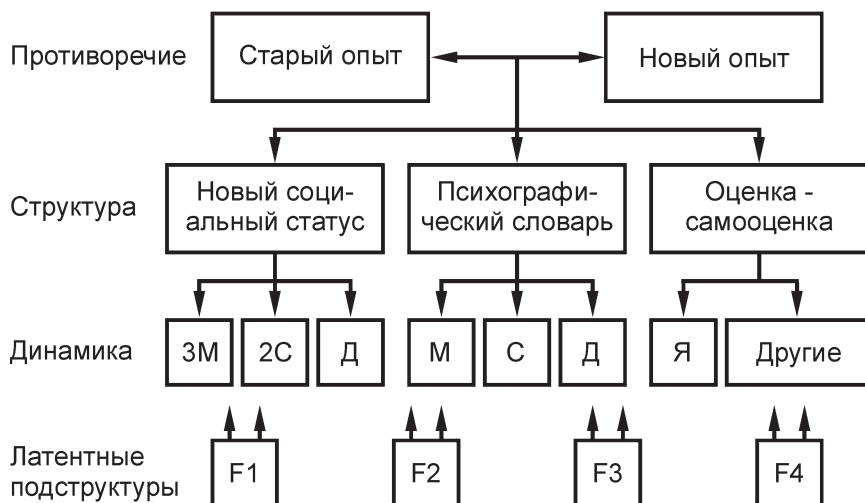 Противоречие
Старый опыт
Новый опыт
Структура
Новый соци-
альный статус
Психографи-
ческий словарь
Оценка -
самооценка
Динамика
3М
2С
Д
М
С
Д
Я
Другие
Латентные
подструктуры
F1
F2
F3
F4